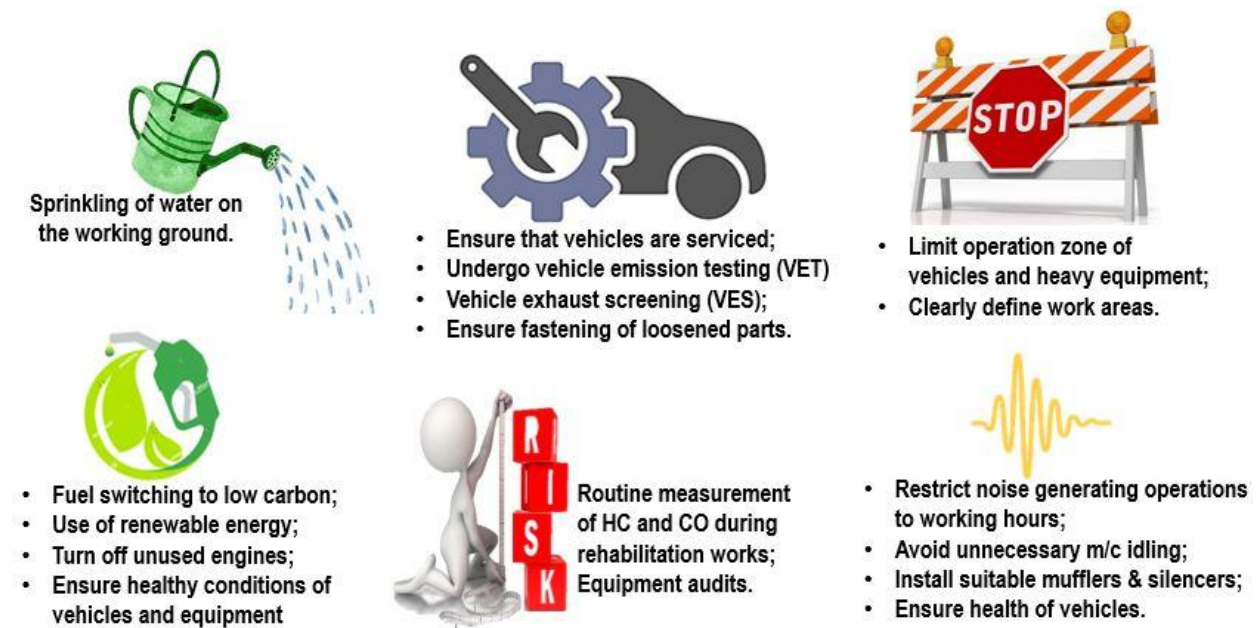 Sprinkling of water on
the working ground.
• Ensure that vehicles are serviced;
• Undergo vehicle emission testing (VET)
• Vehicle exhaust screening (VES);
• Ensure fastening of loosened parts.
STOP
• Limit operation zone of
vehicles and heavy equipment;
• Clearly define work areas.
• Fuel switching to low carbon;
• Use of renewable energy;
• Turn off unused engines;
• Ensure healthy conditions of
vehicles and equipment
R
I
S
K
Routine measurement
of HC and CO during
rehabilitation works;
Equipment audits.
• Restrict noise generating operations
to working hours;
• Avoid unnecessary m/c idling;
• Install suitable mufflers & silencers;
• Ensure health of vehicles.